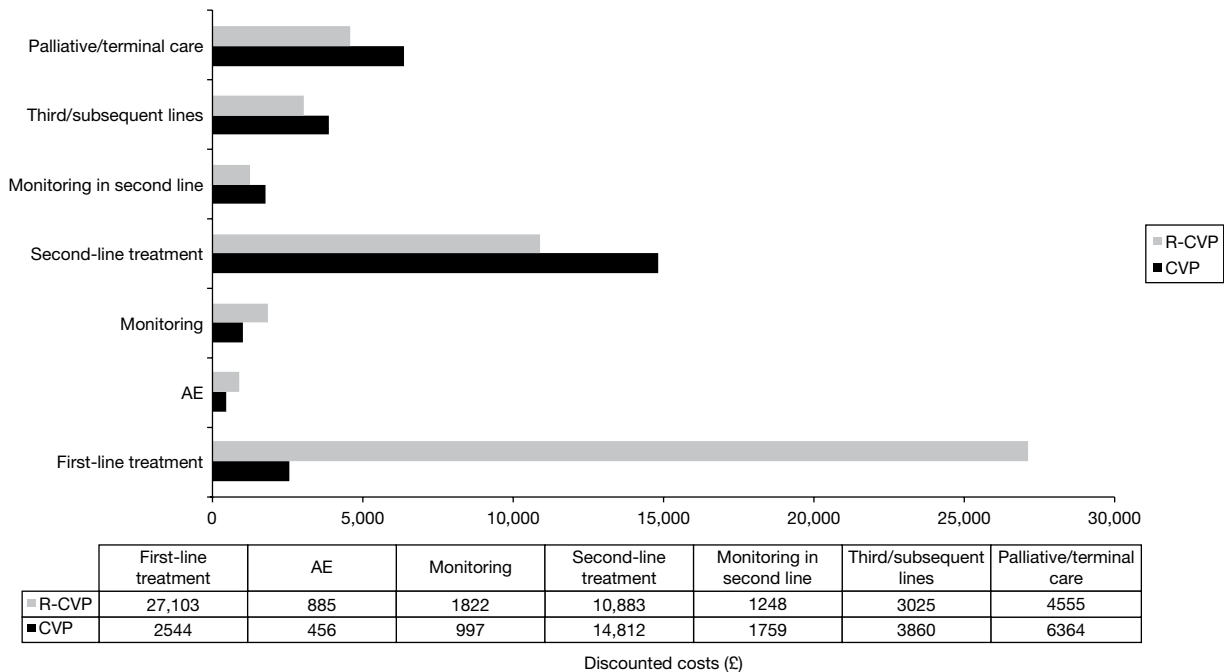 Palliative/terminal care
Third/subsequent lines
Monitoring in second line
Second-line treatment
Monitoring
AE
First-line treatment
R-CVP
CVP
0 5,000 10,000 15,000 20,000 25,000 30,000
First-line treatment AE Monitoring Second-line treatment Monitoring in second line Third/subsequent lines Palliative/terminal care
R-CVP 27,103 885 1822 10,883 1248 3025 4555
CVP 2544 456 997 14,812 1759 3860 6364
Discounted costs (£)